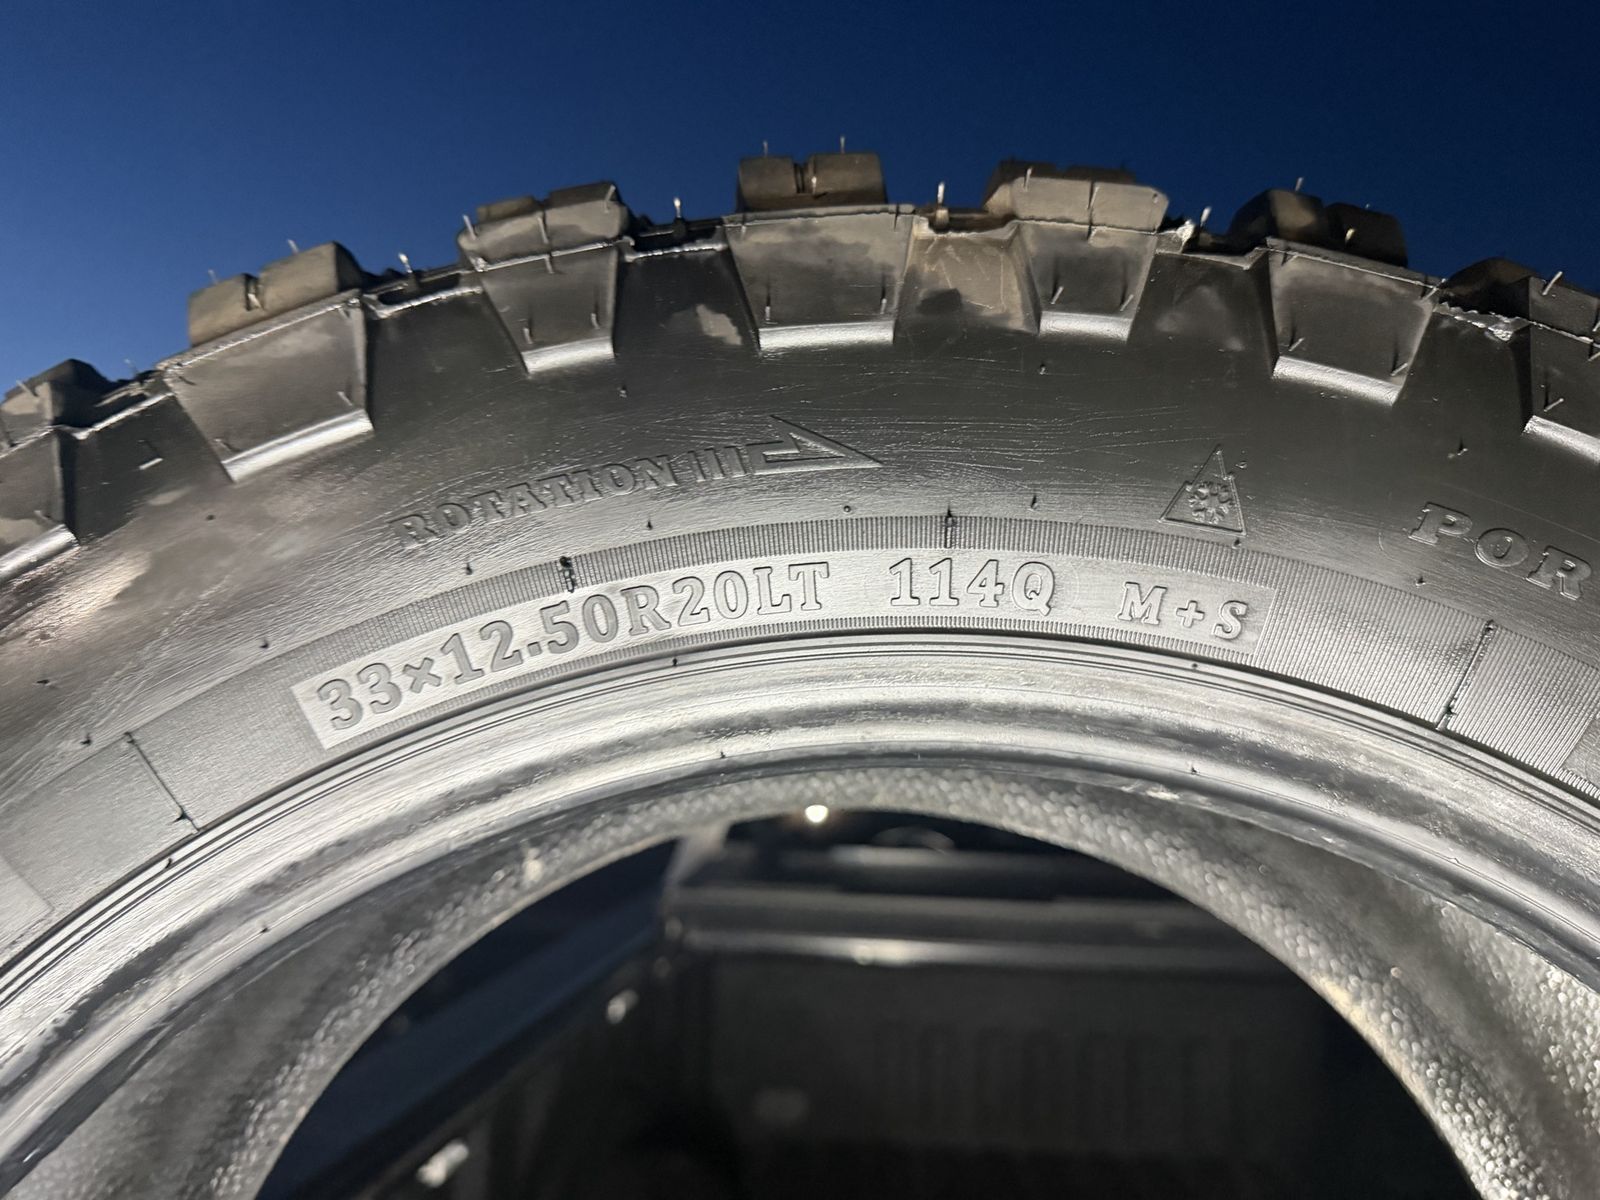 ROTATION
POR
33×12.50R20LT 114Q M+S